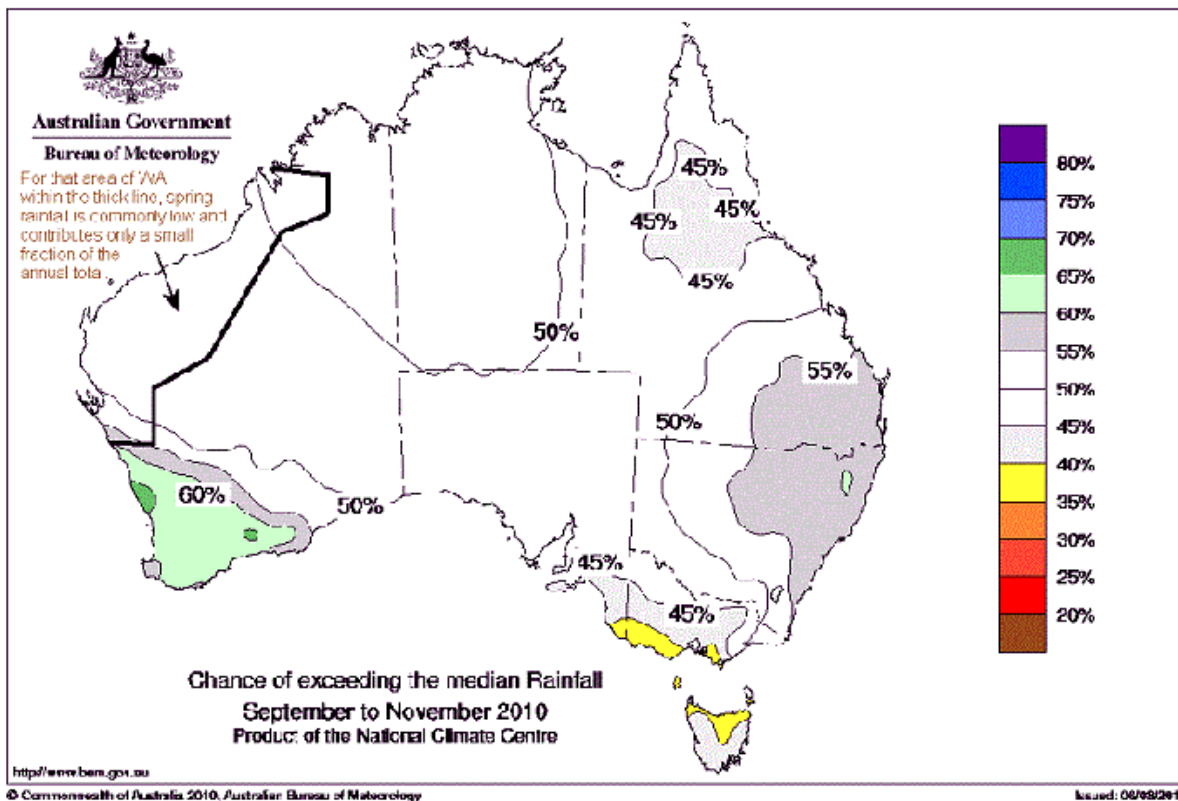 Australian Government
Bureau of Meteorology
For that area of WA
within the thick line, spring
rainfall is commonly low and
contributes only a small
fraction of the
annual total.
45%
45%
45%
45%
50%
55%
50%
60%
50%
45%
45%
80%
75%
70%
65%
60%
55%
50%
45%
40%
35%
30%
25%
20%
Chance of exceeding the median Rainfall
September to November 2010
Product of the National Climate Centre
http://www.bom.gov.au
© Commonwealth of Australia 2010, Australian Bureau of Meteorology
Issued: